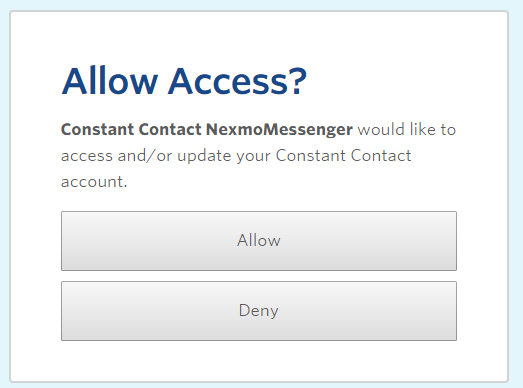 Allow Access?
Constant Contact NexmoMessenger would like to
access and/or update your Constant Contact
account.
Allow
Deny